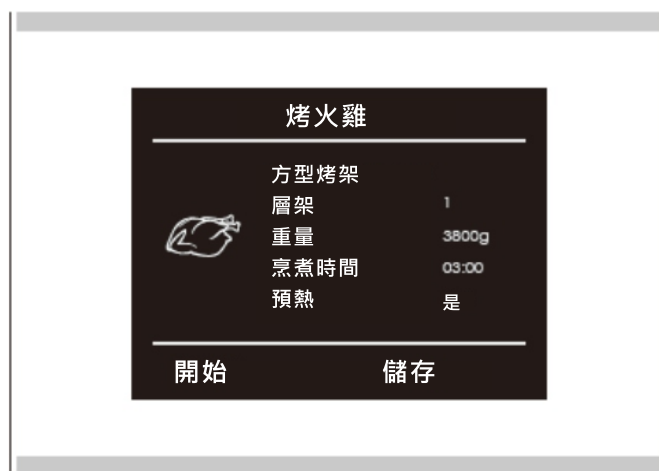 烤火雞
方型烤架
層架 1
重量 3800g
烹煮時間 03:00
預熱 是
開始 儲存